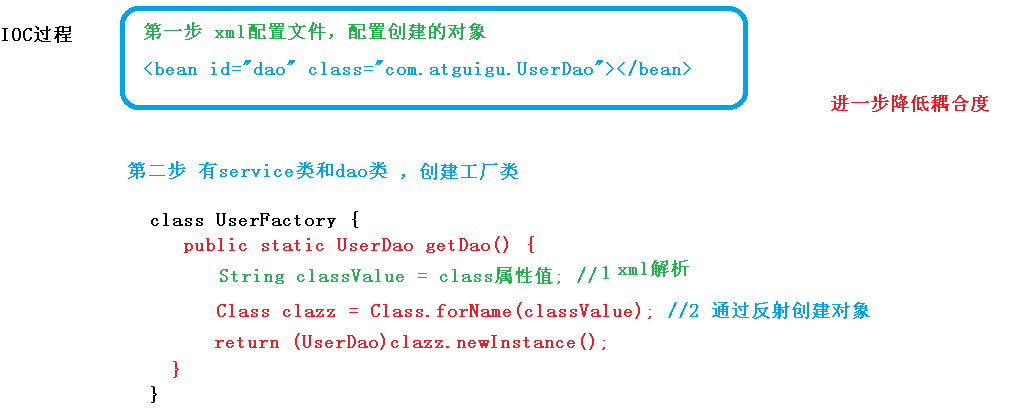 IOC过程
第一步 xml配置文件，配置创建的对象
<bean id="dao" class="com.atguigu.UserDao"></bean>
进一步降低耦合度
第二步 有service类和dao类 ，创建工厂类
class UserFactory {
public static UserDao getDao() {
String classValue = class属性值; //1 xml解析
Class clazz = Class.forName(classValue); //2 通过反射创建对象
return (UserDao)clazz.newInstance();
}
}